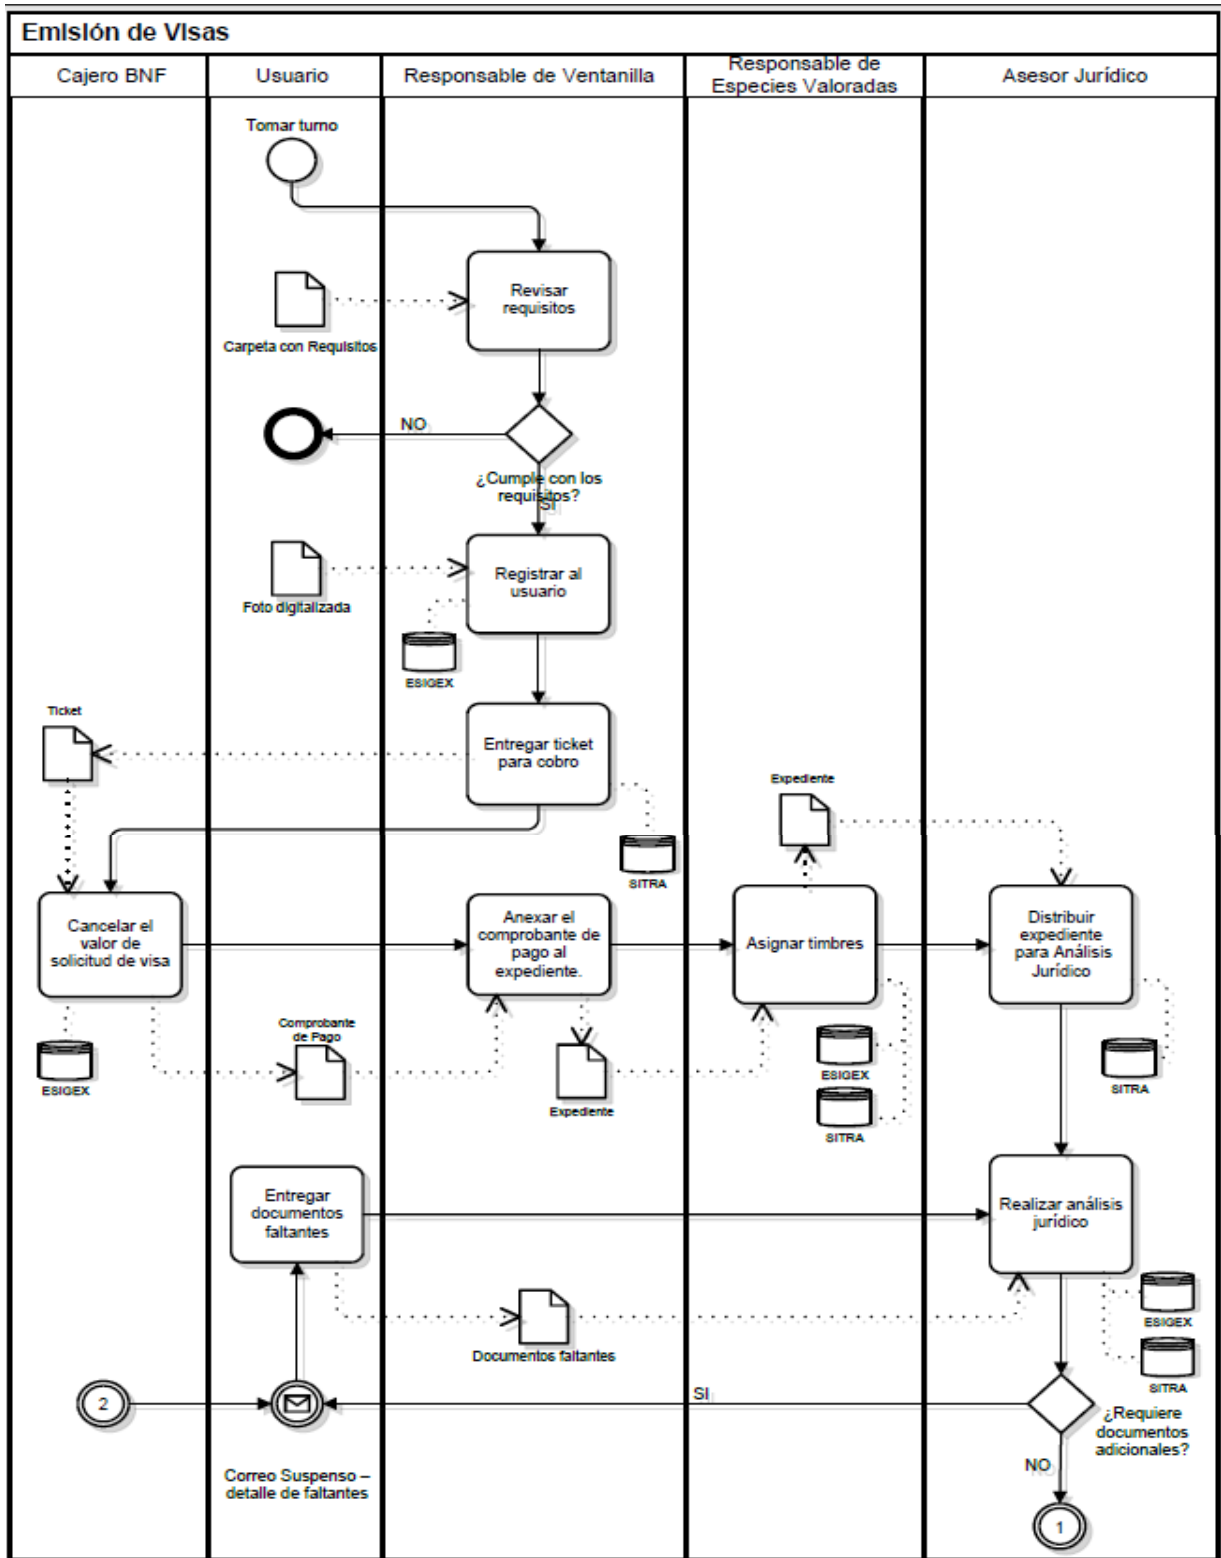 Emisión de Visas
Cajero BNF
Usuario
Responsable de Ventanilla
Responsable de
Especies Valoradas
Asesor Jurídico
Tomar turno
Revisar
requisitos
Carpeta con Requisitos
NO
¿Cumple con los
requisitos?
SI
Registrar al
usuario
Foto digitalizada
ESIGEX
Ticket
Entregar ticket
para cobro
Expediente
SITRA
Cancelar el
valor de
solicitud de visa
Anexar el
comprobante de
pago al
expediente.
Asignar timbres
Distribuir
expediente
para Análisis
Jurídico
Comprobante
de Pago
ESIGEX
Expediente
ESIGEX
SITRA
SITRA
Entregar
documentos
faltantes
Realizar análisis
jurídico
ESIGEX
Documentos faltantes
SITRA
2
SI
¿Requiere
documentos
adicionales?
NO
Correo Suspenso –
detalle de faltantes
1